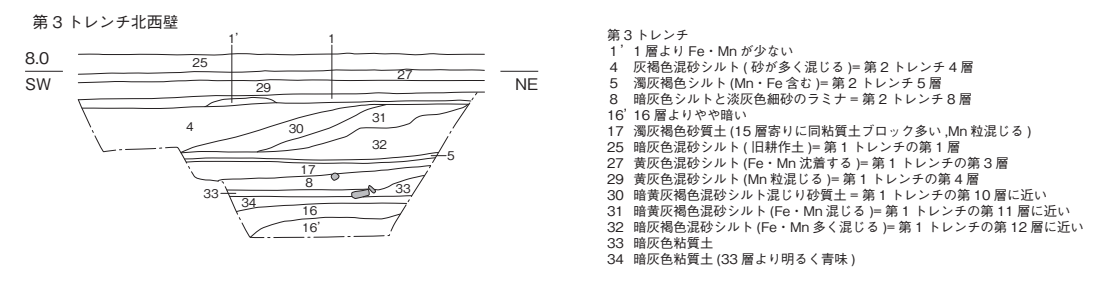 第3トレンチ北西壁
1' 1
8.0
SW NE
25
27
29
4
30
31
32
5
17
8
33 33
34
16
16'
第3トレンチ
1' 1層よりFe・Mnが少ない
4 灰褐色混砂シルト(砂が多く混じる)=第2トレンチ4層
5 濁灰褐色シルト(Mn・Fe含む)=第2トレンチ5層
8 暗灰色シルトと淡灰色細砂のラミナ=第2トレンチ8層
16' 16層よりやや暗い
17 濁灰褐色砂質土(15層寄りに同粘質土ブロック多い,Mn粒混じる)
25 暗灰色混砂シルト(旧耕作土)=第1トレンチの第1層
27 黄灰色混砂シルト(Fe・Mn沈着する)=第1トレンチの第3層
29 黄灰色混砂シルト(Mn粒混じる)=第1トレンチの第4層
30 暗黄灰褐色混砂シルト混じり砂質土=第1トレンチの第10層に近い
31 暗黄灰褐色混砂シルト(Fe・Mn混じる)=第1トレンチの第11層に近い
32 暗灰褐色混砂シルト(Fe・Mn多く混じる)=第1トレンチの第12層に近い
33 暗灰色粘質土
34 暗灰色粘質土(33層より明るく青味)